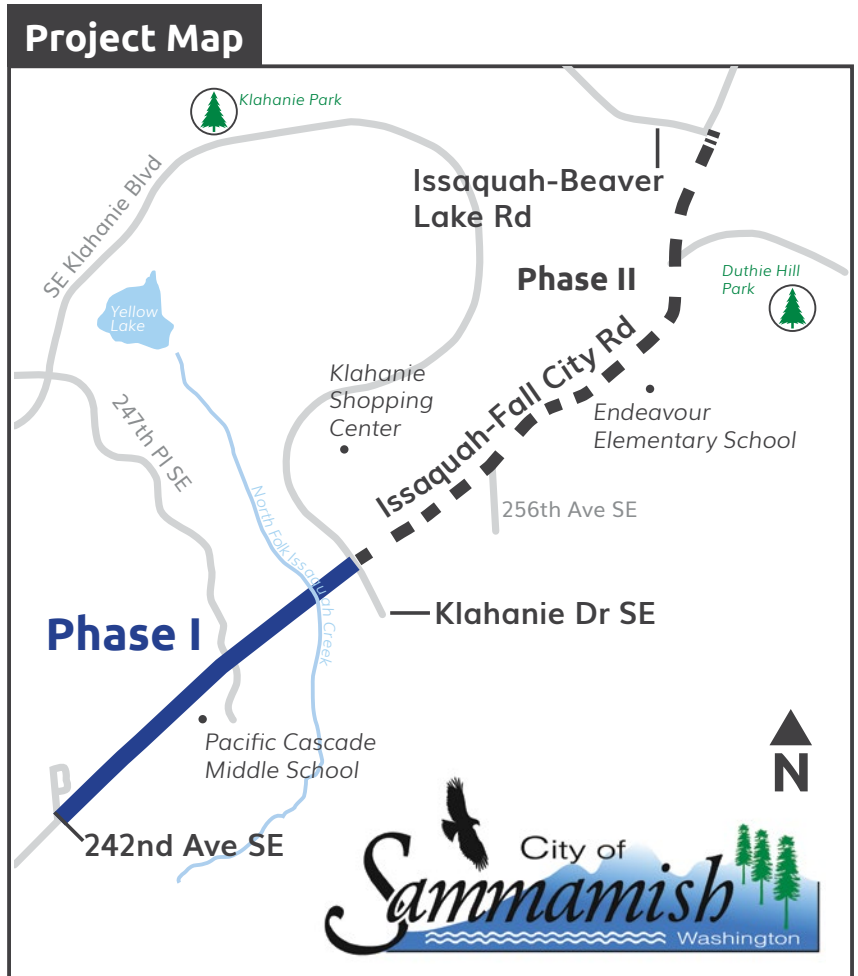 Project Map
Klahanie Park
SE Klahanie Blvd
Issaquah-Beaver
Lake Rd
Phase II
Duthie Hill
Park
Yellow
Lake
Issaquah-Fall City Rd
Klahanie
Shopping
Center
247th Pl SE
Endeavour
Elementary School
North Folk Issaquah Creek
256th Ave SE
Klahanie Dr SE
Phase I
Pacific Cascade
Middle School
N
242nd Ave SE
City of
Sammamish
Washington